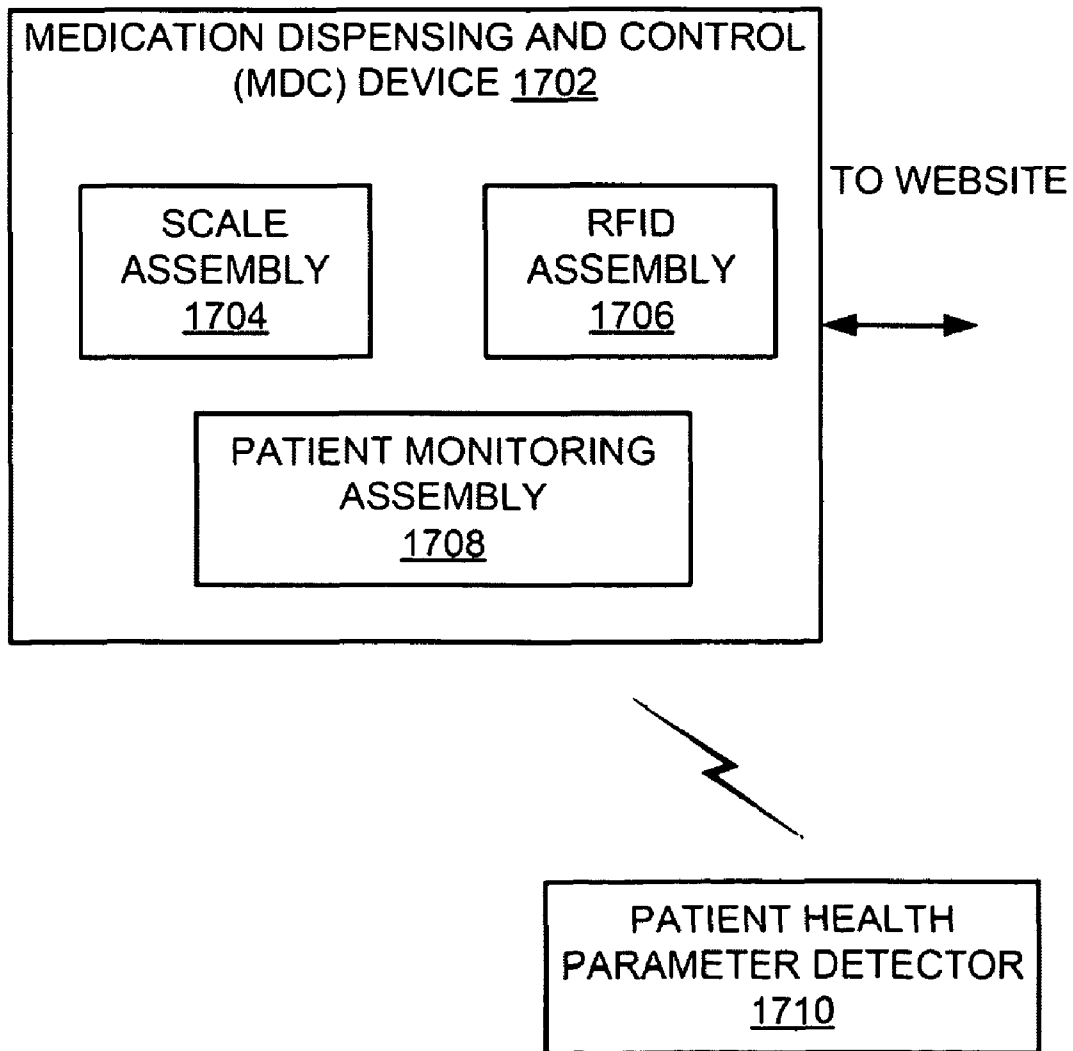 MEDICATION DISPENSING AND CONTROL
(MDC) DEVICE 1702
TO WEBSITE
SCALE
ASSEMBLY
1704
RFID
ASSEMBLY
1706
PATIENT MONITORING
ASSEMBLY
1708
PATIENT HEALTH
PARAMETER DETECTOR
1710